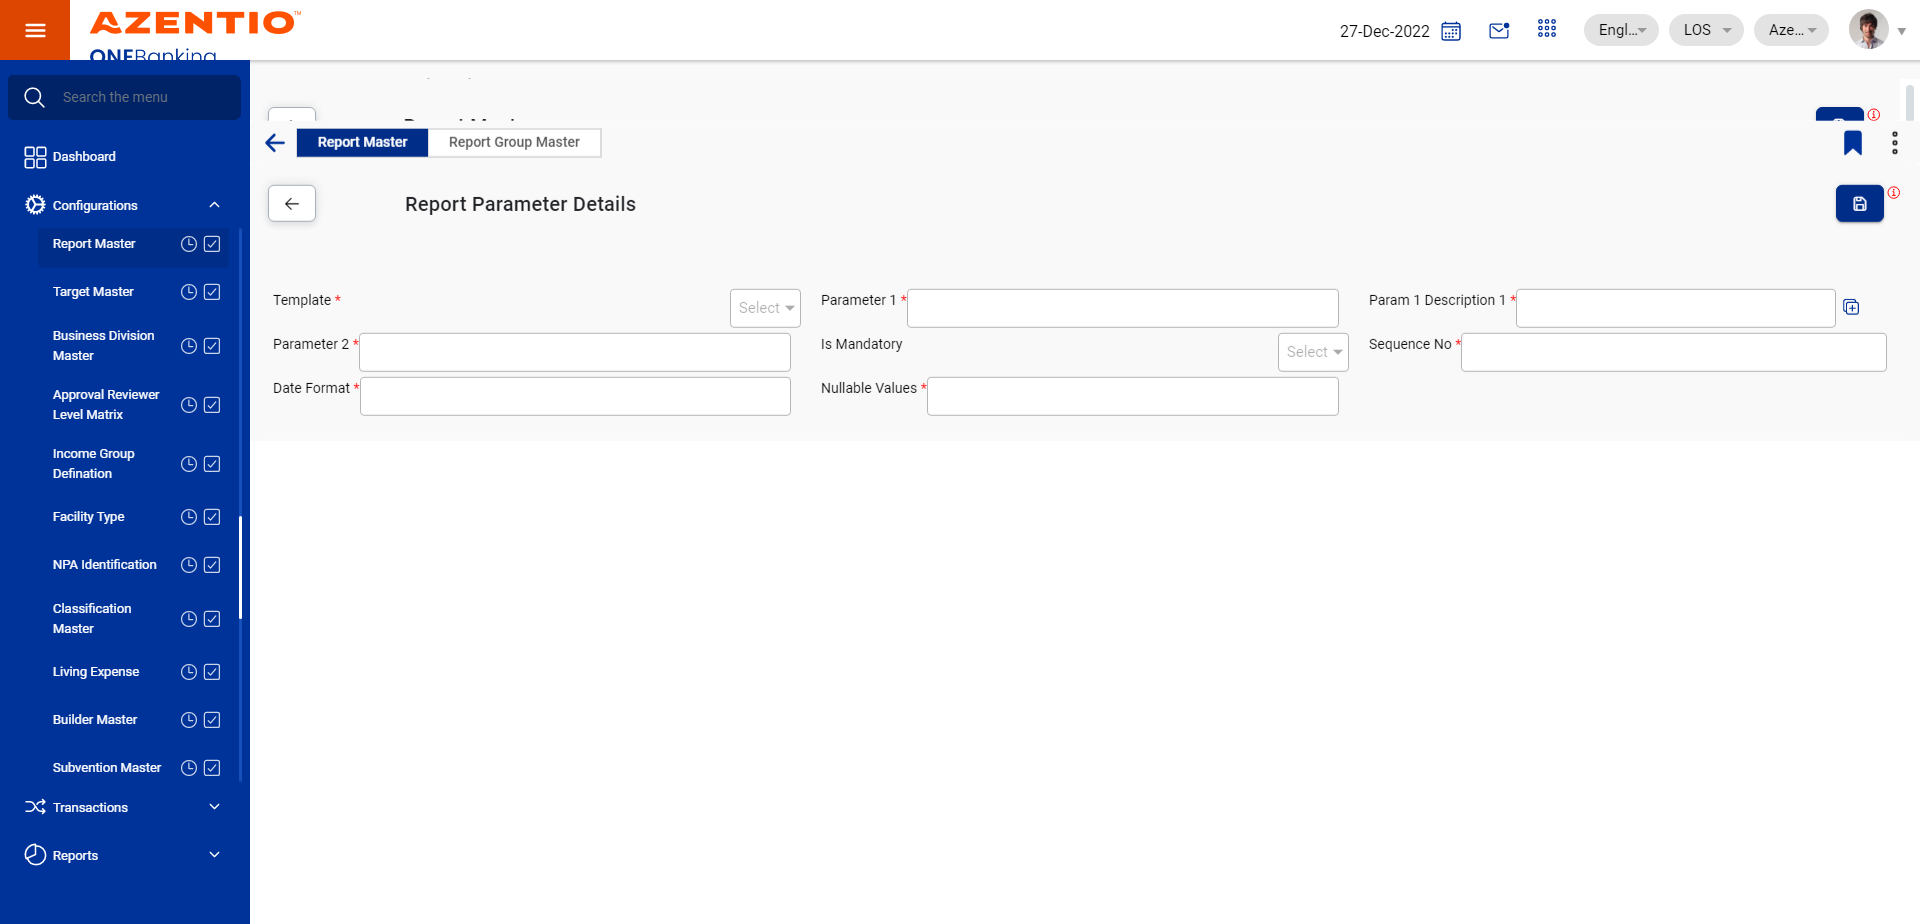 AZENTIO™
ONEBanking
27-Dec-2022
Engl...
LOS
Aze...
Search the menu
Dashboard
Configurations
Report Master
Target Master
Business Division
Master
Approval Reviewer
Level Matrix
Income Group
Defination
Facility Type
NPA Identification
Classification
Master
Living Expense
Builder Master
Subvention Master
Transactions
Reports
Report Master
Report Group Master
Report Parameter Details
Template *
Select
Parameter 1 *
Param 1 Description 1 *
Parameter 2 *
Is Mandatory
Select
Sequence No *
Date Format *
Nullable Values *